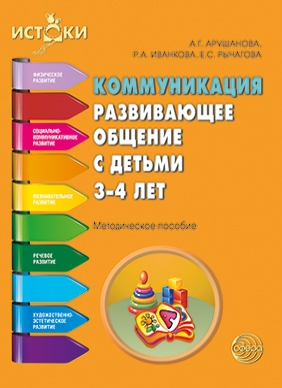 ИСТОКИ
А.Г. АРУШАНОВА,
Р.А. ИВАНКОВА, Е.С. РЫЧАГОВА
КОММУНИКАЦИЯ
РАЗВИВАЮЩЕЕ
ОБЩЕНИЕ
С ДЕТЬМИ
3-4 ЛЕТ
Методическое пособие
ФИЗИЧЕСКОЕ
РАЗВИТИЕ
СОЦИАЛЬНО-
КОММУНИКАТИВНОЕ
РАЗВИТИЕ
ПОЗНАВАТЕЛЬНОЕ
РАЗВИТИЕ
РЕЧЕВОЕ
РАЗВИТИЕ
ХУДОЖЕСТВЕННО-
ЭСТЕТИЧЕСКОЕ
РАЗВИТИЕ
Сфера